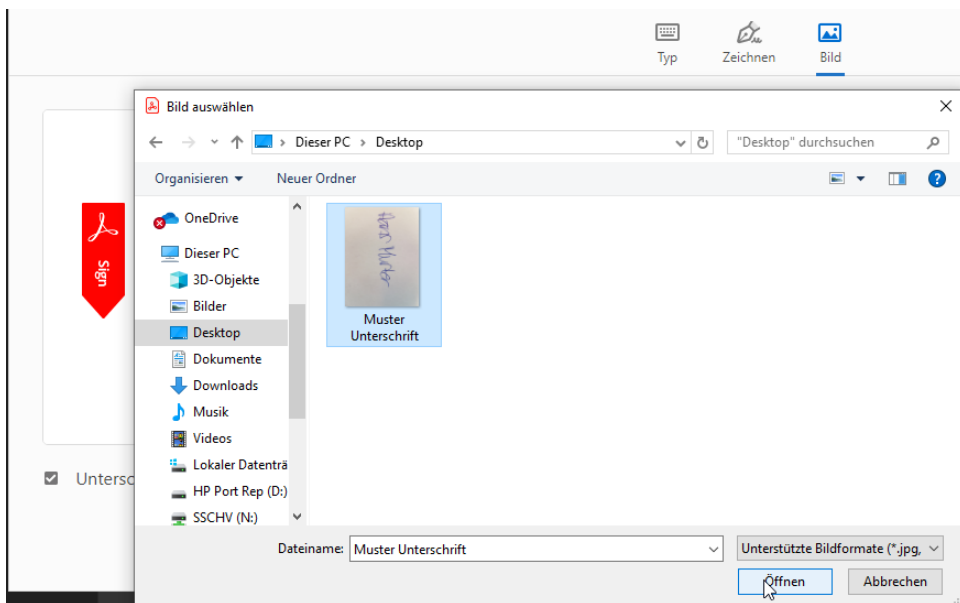 Typ
Zeichnen
Bild
Bild auswählen
Dieser PC > Desktop
"Desktop" durchsuchen
Organisieren
Neuer Ordner
OneDrive
Dieser PC
3D-Objekte
Bilder
Desktop
Dokumente
Downloads
Musik
Videos
Lokaler Datenträ
HP Port Rep (D:)
SSCHV (N:)
Sign
Muster
Unterschrift
Untersc
Dateiname:
Muster Unterschrift
Unterstützte Bildformate (*.jpg,
Öffnen
Abbrechen